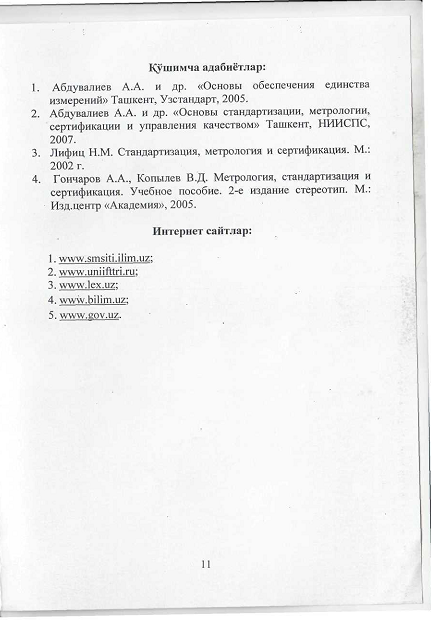 Қўшимча адабиётлар:
1. Абдувалиев А.А. и др. «Основы обеспечения единства
измерений» Ташкент, Узстандарт, 2005.
2. Абдувалиев А.А. и др. «Основы стандартизации, метрологии,
сертификации и управления качеством» Ташкент, НИИСПС,
2007.
3. Лифиц Н.М. Стандартизация, метрология и сертификация. М.:
2002 г.
4. Гончаров А.А., Копылев В.Д. Метрология, стандартизация и
сертификация. Учебное пособие. 2-е издание стереотип. М.:
Изд.центр «Академия», 2005.
Интернет сайтлар:
1. www.smsiti.ilim.uz;
2. www.uniifttri.ru;
3. www.lex.uz;
4. www.bilim.uz;
5. www.gov.uz.
11